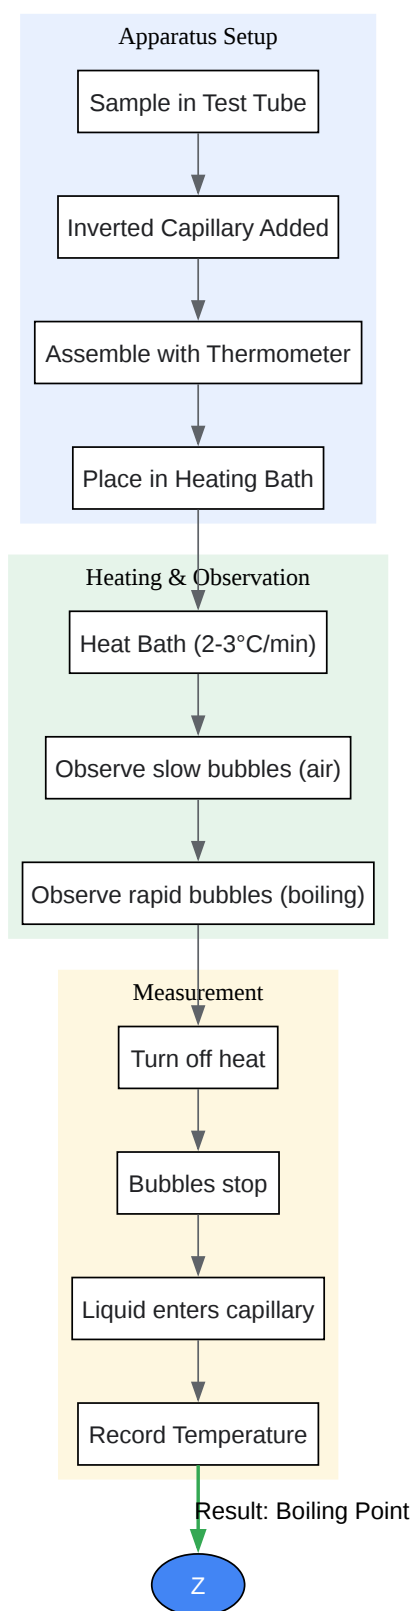 Apparatus Setup
Sample in Test Tube
Inverted Capillary Added
Assemble with Thermometer
Place in Heating Bath
Heating & Observation
Heat Bath (2-3°C/min)
Observe slow bubbles (air)
Observe rapid bubbles (boiling)
Measurement
Turn off heat
Bubbles stop
Liquid enters capillary
Record Temperature
Result: Boiling Point
Z